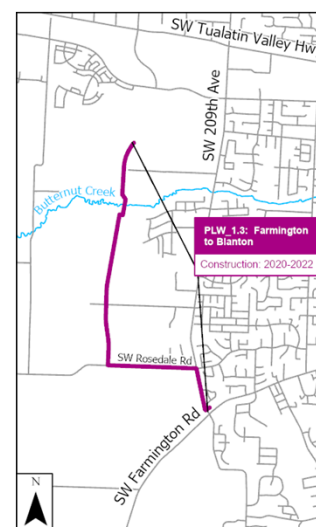 SW Tualatin Valley Hwy
SW 209th Ave
Butternut Creek
PLW_1.3: Farmington
to Blanton
Construction: 2020-2022
SW Rosedale Rd
SW Farmington Rd
N